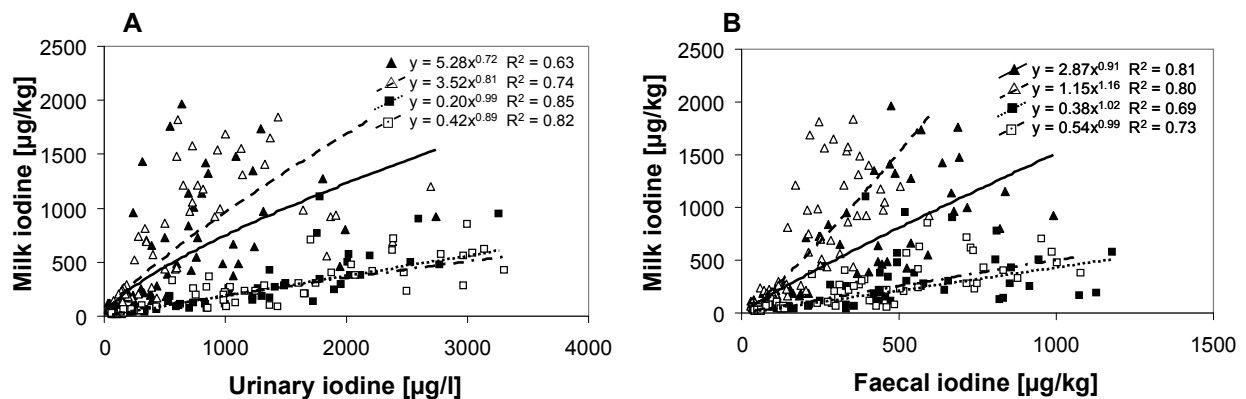 A
2500
2000
1500
1000
500
0
0 1000 2000 3000 4000
Milk iodine [µg/kg]
Urinary iodine [µg/l]
y = 5.28x^0.72 R² = 0.63
y = 3.52x^0.81 R² = 0.74
y = 0.20x^0.99 R² = 0.85
y = 0.42x^0.89 R² = 0.82
B
2500
2000
1500
1000
500
0
0 500 1000 1500
Milk iodine [µg/kg]
Faecal iodine [µg/kg]
y = 2.87x^0.91 R² = 0.81
y = 1.15x^1.16 R² = 0.80
y = 0.38x^1.02 R² = 0.69
y = 0.54x^0.99 R² = 0.73